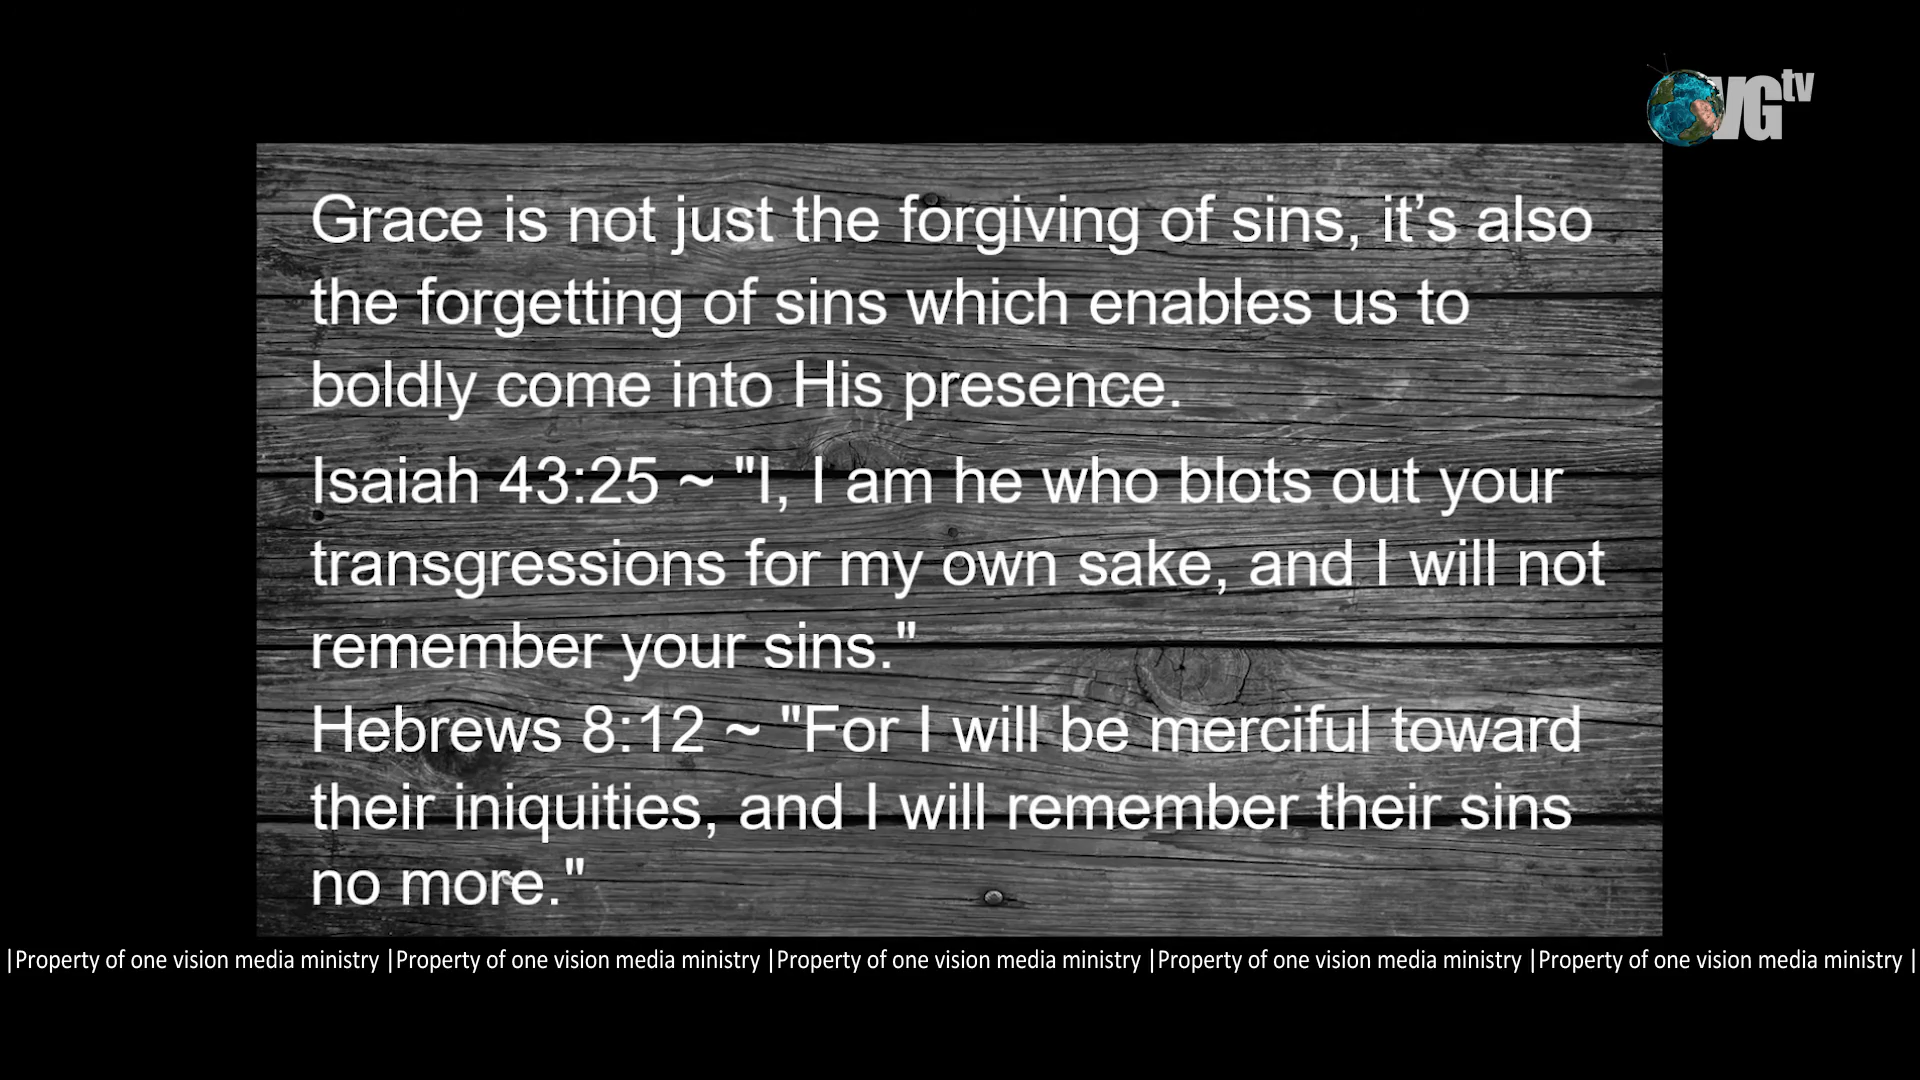 VGtv
Grace is not just the forgiving of sins, it’s also
the forgetting of sins which enables us to
boldly come into His presence.
Isaiah 43:25 ~ "I, I am he who blots out your
transgressions for my own sake, and I will not
remember your sins."
Hebrews 8:12 ~ "For I will be merciful toward
their iniquities, and I will remember their sins
no more."
|Property of one vision media ministry |Property of one vision media ministry |Property of one vision media ministry |Property of one vision media ministry |Property of one vision media ministry |